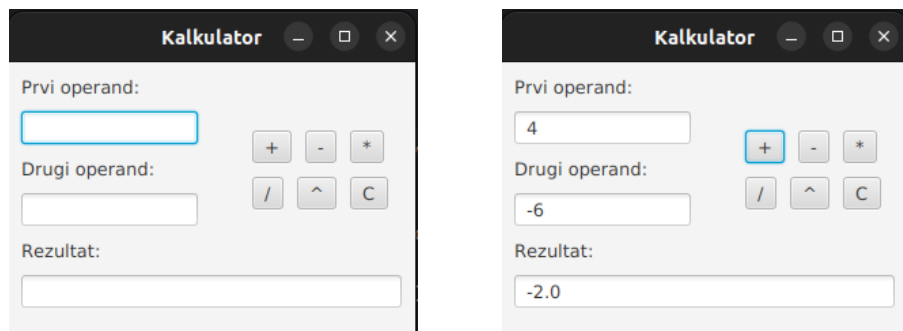 Kalkulator
Prvi operand:
+ - *
Drugi operand:
/ ^ C
Rezultat:
Kalkulator
Prvi operand:
4
+ - *
Drugi operand:
/ ^ C
-6
Rezultat:
-2.0